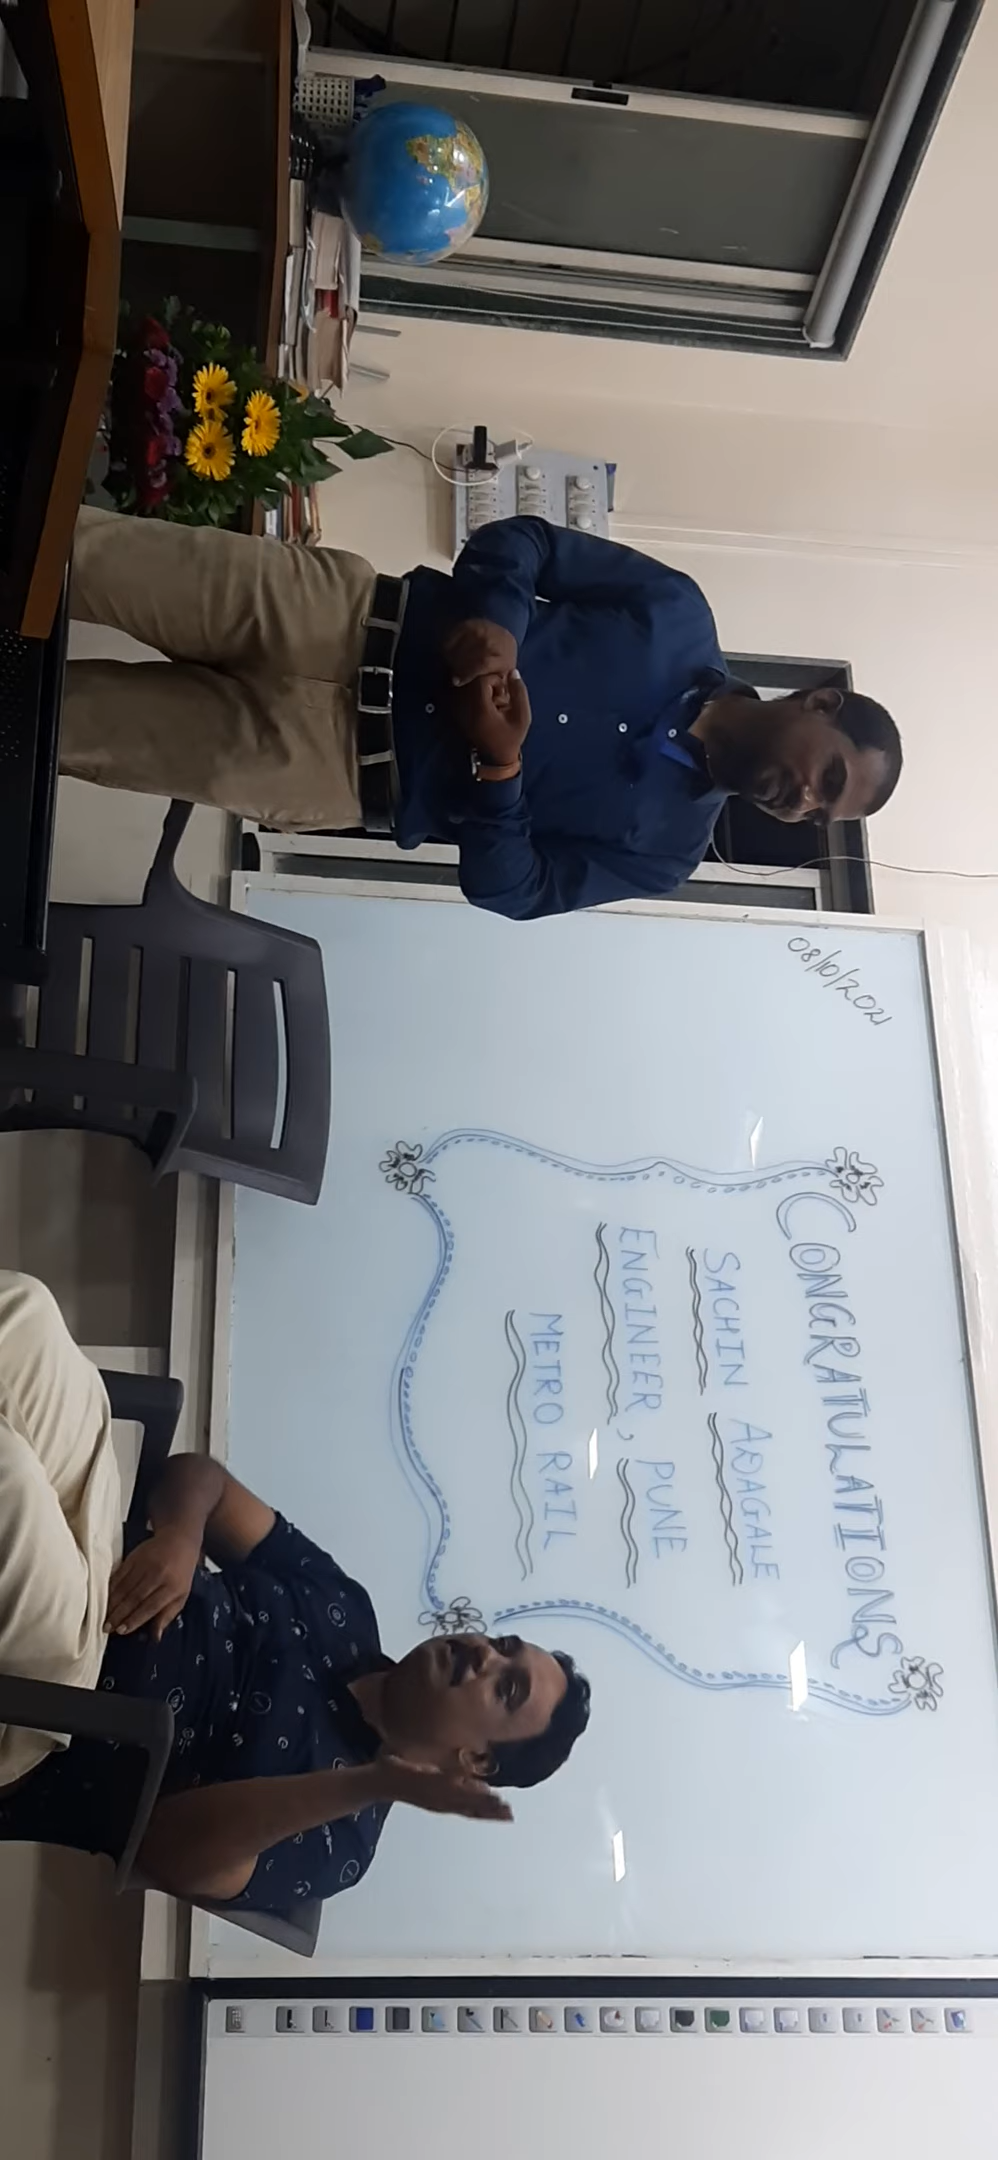 08/10/2021
CONGRATULATIONS
SACHIN ADAGALE
ENGINEER, PUNE
METRO RAIL